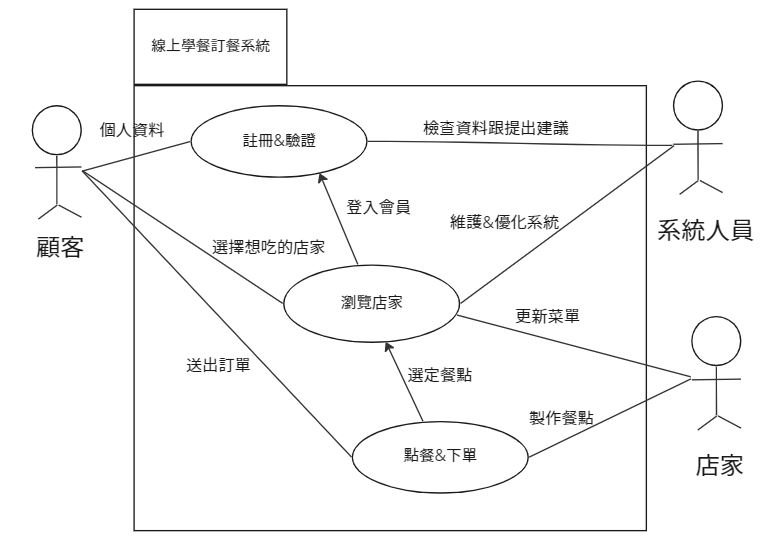 線上學餐訂餐系統
個人資料
註冊&驗證
檢查資料跟提出建議
登入會員
維護&優化系統
系統人員
顧客
選擇想吃的店家
瀏覽店家
更新菜單
送出訂單
選定餐點
製作餐點
點餐&下單
店家